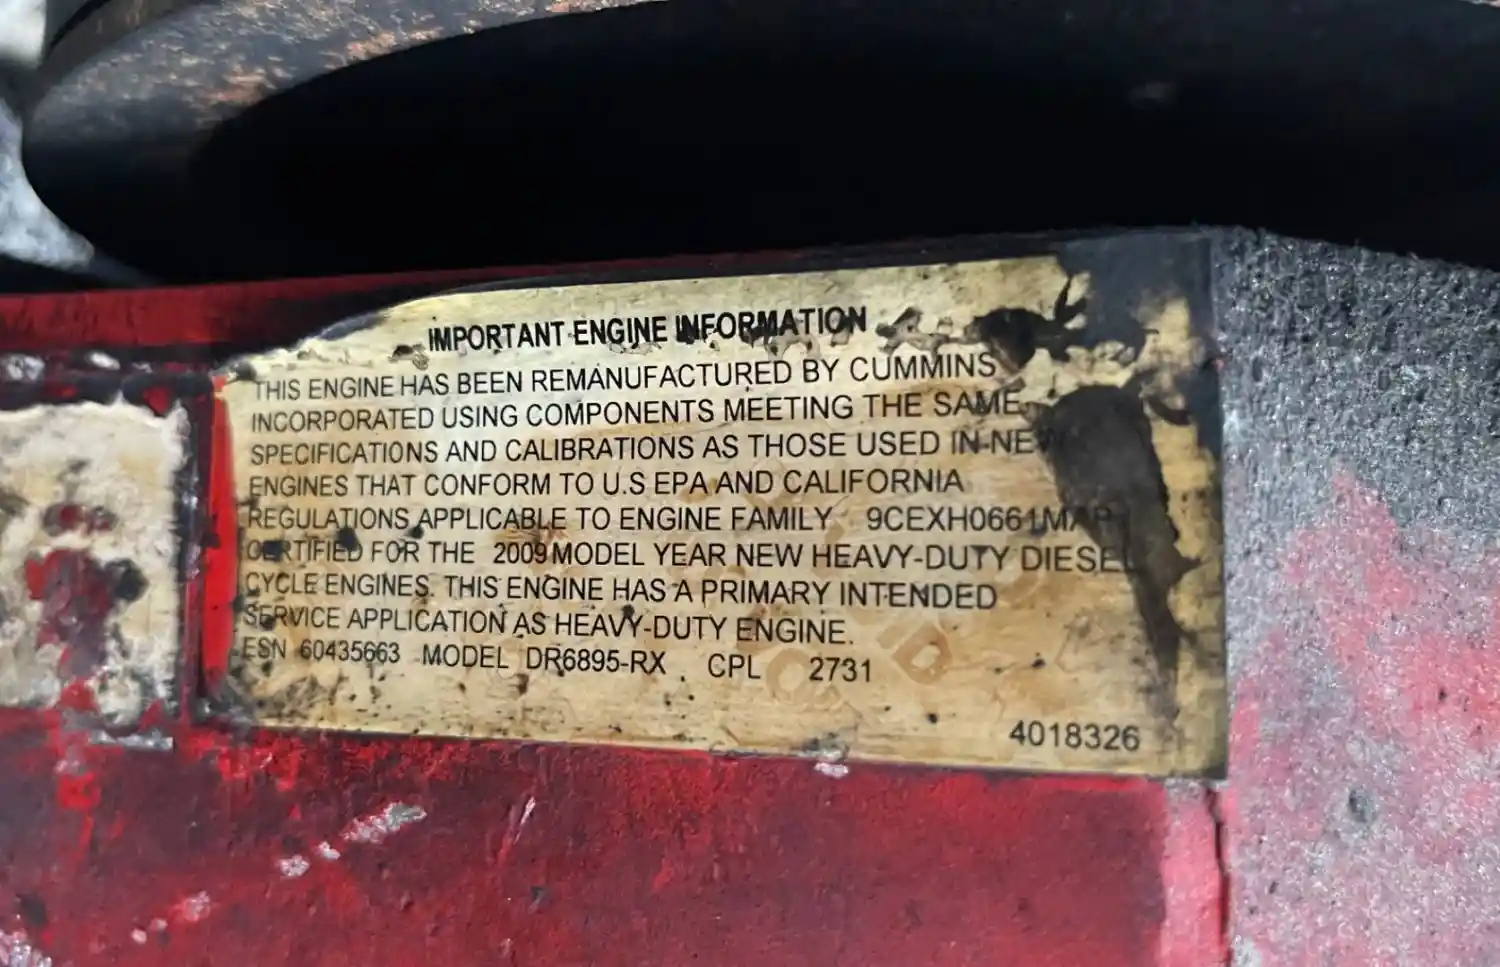 IMPORTANT ENGINE INFORMATION
THIS ENGINE HAS BEEN REMANUFACTURED BY CUMMINS
INCORPORATED USING COMPONENTS MEETING THE SAME
SPECIFICATIONS AND CALIBRATIONS AS THOSE USED IN NEW
ENGINES THAT CONFORM TO U.S EPA AND CALIFORNIA
REGULATIONS APPLICABLE TO ENGINE FAMILY
CERTIFIED FOR THE 2009 MODEL YEAR NEW HEAVY-DUTY DIESEL
CYCLE ENGINES. THIS ENGINE HAS A PRIMARY INTENDED
SERVICE APPLICATION AS HEAVY-DUTY ENGINE.
ESN 60435663 MODEL DR6895-RX CPL 2731
4018326